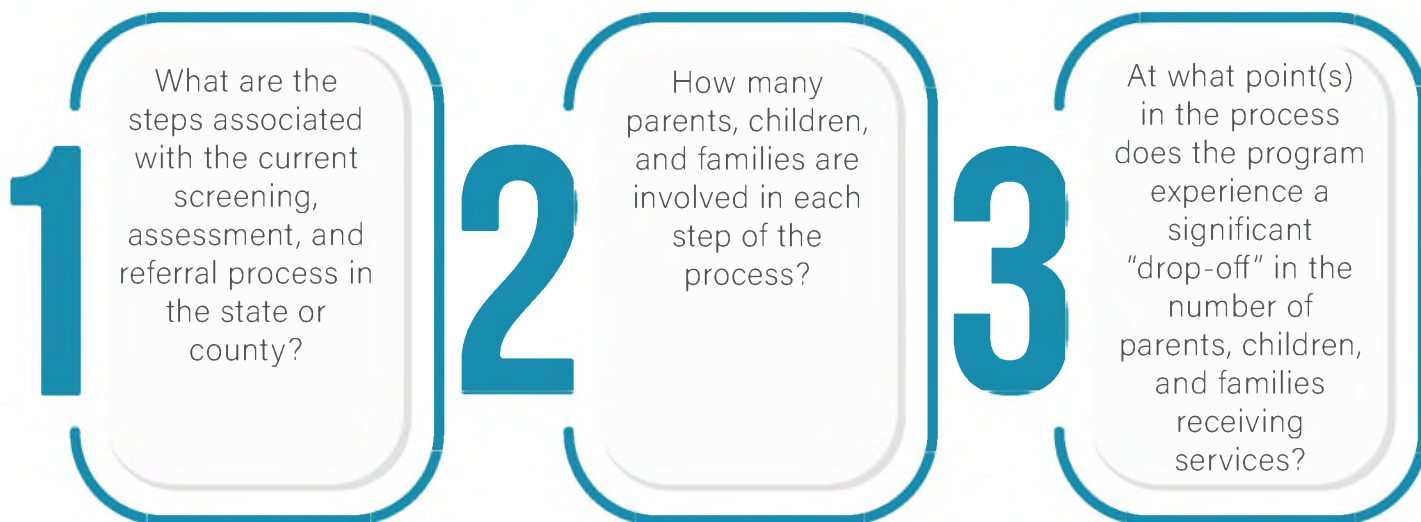 1
What are the
steps associated
with the current
screening,
assessment, and
referral process in
the state or
county?
2
How many
parents, children,
and families are
involved in each
step of the
process?
3
At what point(s)
in the process
does the program
experience a
significant
"drop-off" in the
number of
parents, children,
and families
receiving
services?